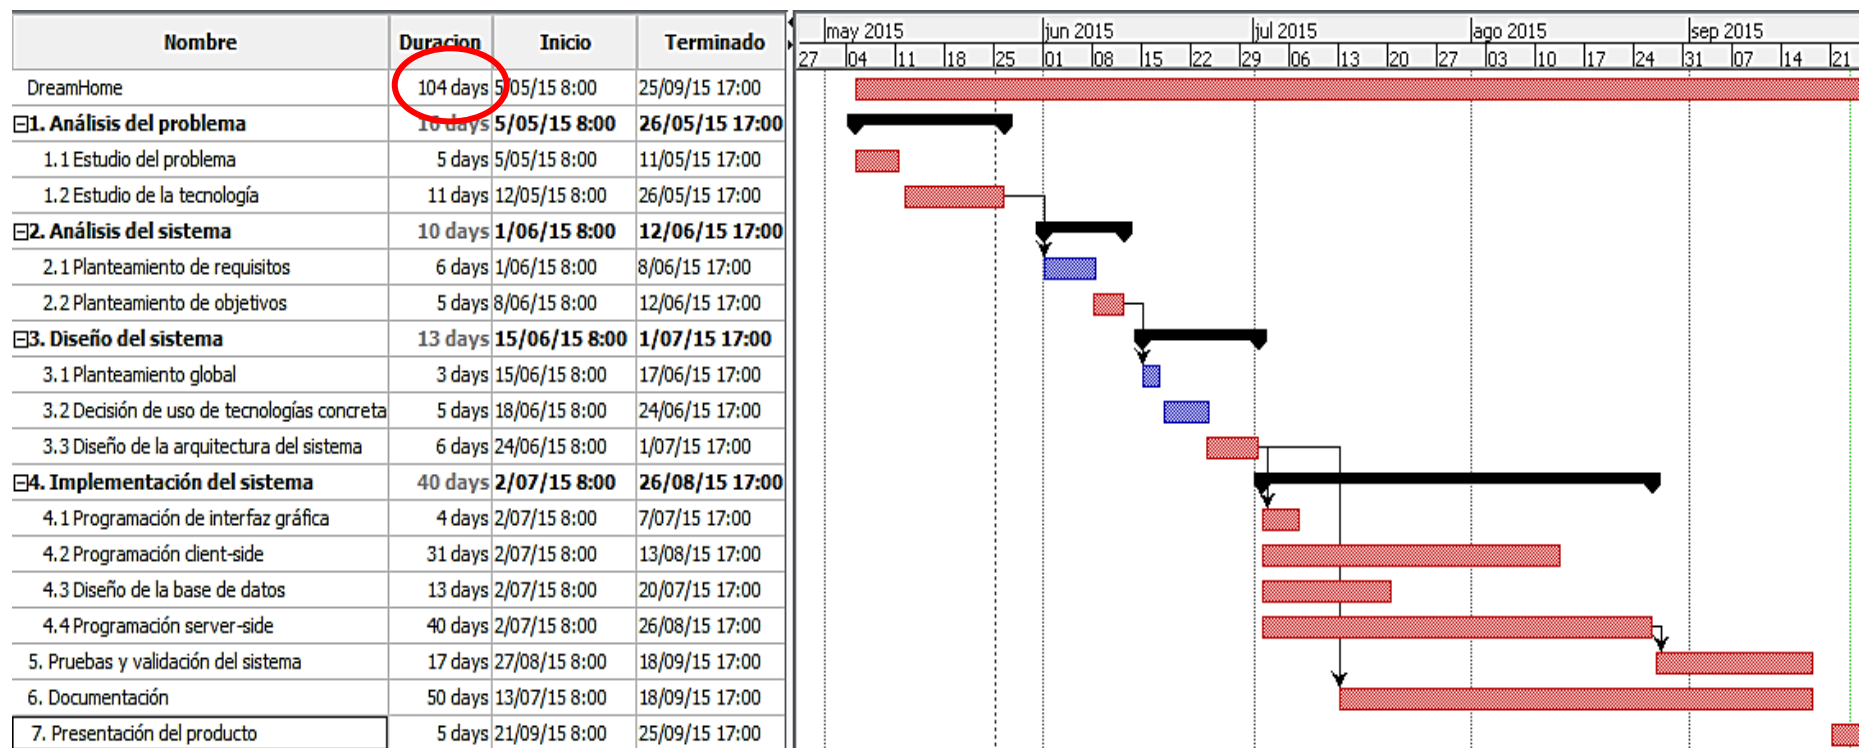 Nombre Duracion Inicio Terminado
may 2015 jun 2015 jul 2015 ago 2015 sep 2015
27 04 11 18 25 01 08 15 22 29 06 13 20 27 03 10 17 24 31 07 14 21
DreamHome 104 days 5/05/15 8:00 25/09/15 17:00
1. Análisis del problema 16 days 5/05/15 8:00 26/05/15 17:00
1.1 Estudio del problema 5 days 5/05/15 8:00 11/05/15 17:00
1.2 Estudio de la tecnología 11 days 12/05/15 8:00 26/05/15 17:00
2. Análisis del sistema 10 days 1/06/15 8:00 12/06/15 17:00
2.1 Planteamiento de requisitos 6 days 1/06/15 8:00 8/06/15 17:00
2.2 Planteamiento de objetivos 5 days 8/06/15 8:00 12/06/15 17:00
3. Diseño del sistema 13 days 15/06/15 8:00 1/07/15 17:00
3.1 Planteamiento global 3 days 15/06/15 8:00 17/06/15 17:00
3.2 Decisión de uso de tecnologías concreta 5 days 18/06/15 8:00 24/06/15 17:00
3.3 Diseño de la arquitectura del sistema 6 days 24/06/15 8:00 1/07/15 17:00
4. Implementación del sistema 40 days 2/07/15 8:00 26/08/15 17:00
4.1 Programación de interfaz gráfica 4 days 2/07/15 8:00 7/07/15 17:00
4.2 Programación client-side 31 days 2/07/15 8:00 13/08/15 17:00
4.3 Diseño de la base de datos 13 days 2/07/15 8:00 20/07/15 17:00
4.4 Programación server-side 40 days 2/07/15 8:00 26/08/15 17:00
5. Pruebas y validación del sistema 17 days 27/08/15 8:00 18/09/15 17:00
6. Documentación 50 days 13/07/15 8:00 18/09/15 17:00
7. Presentación del producto 5 days 21/09/15 8:00 25/09/15 17:00